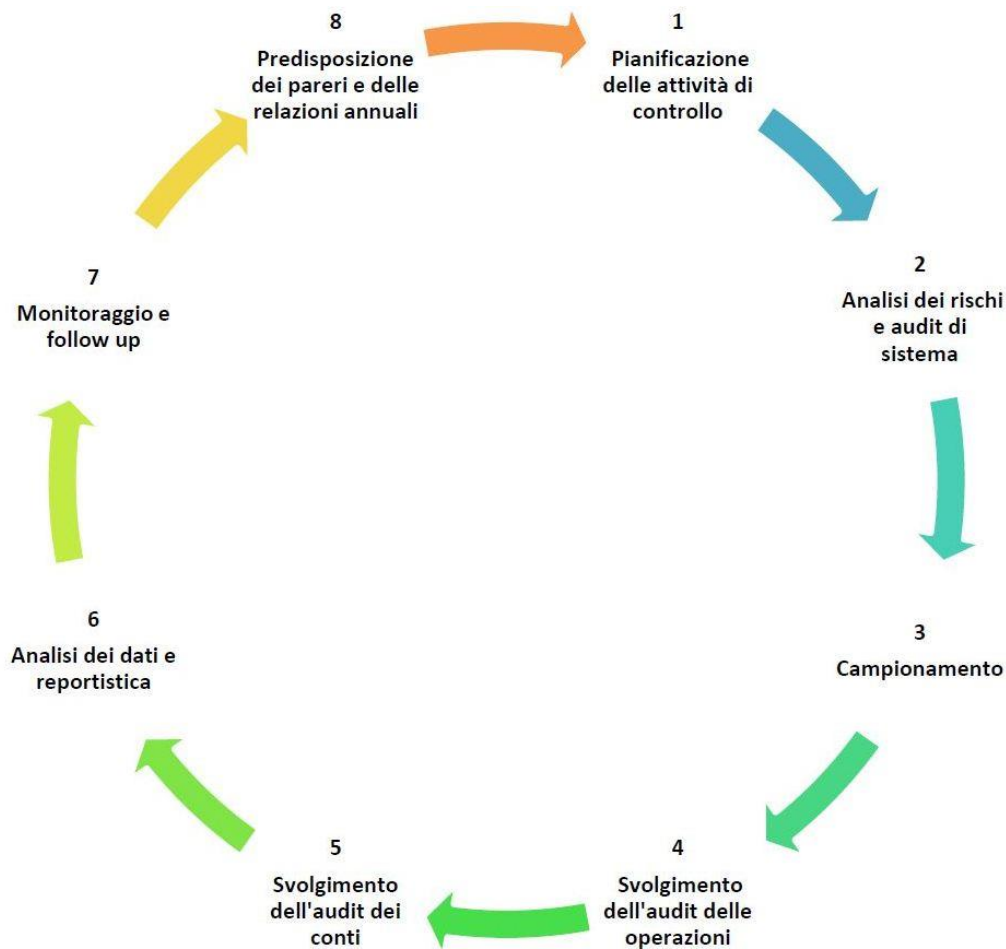 1
Pianificazione
delle attività di
controllo
2
Analisi dei rischi
e audit di
sistema
3
Campionamento
4
Svolgimento
dell'audit delle
operazioni
5
Svolgimento
dell'audit dei
conti
6
Analisi dei dati e
reportistica
7
Monitoraggio e
follow up
8
Predisposizione
dei pareri e delle
relazioni annuali